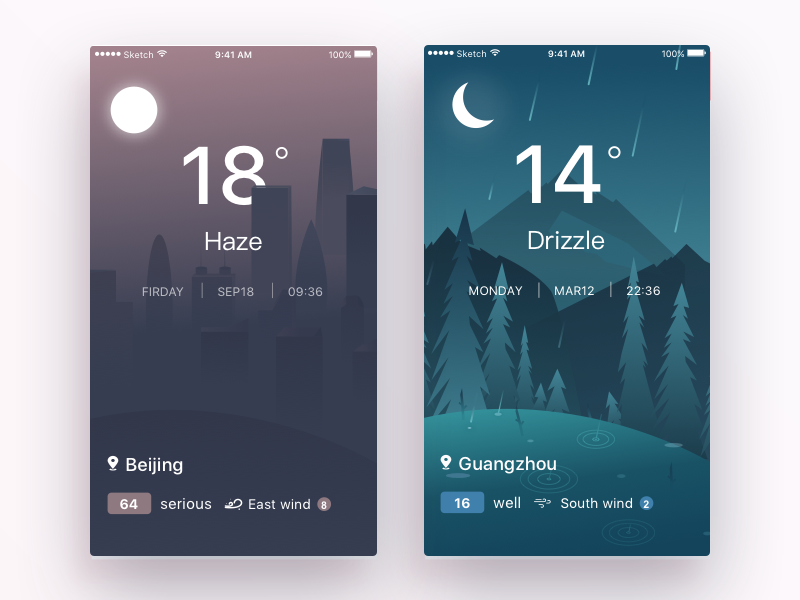 Sketch 9:41 AM 100%
18°
Haze
FIRDAY | SEP18 | 09:36
Beijing
64 serious East wind 8
Sketch 9:41 AM 100%
14°
Drizzle
MONDAY | MAR12 | 22:36
Guangzhou
16 well South wind 2